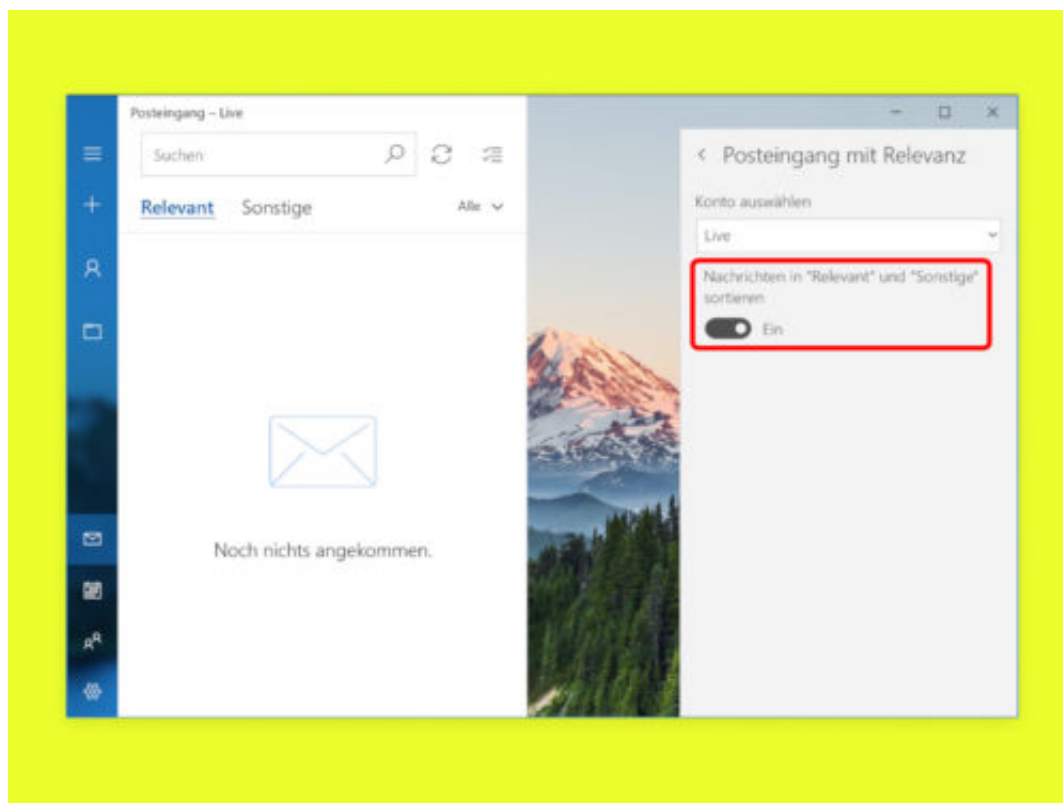 Posteingang – Live
Suchen
Relevant Sonstige Alle
Noch nichts angekommen.
Posteingang mit Relevanz
Konto auswählen
Live
Nachrichten in "Relevant" und "Sonstige"
sortieren
Ein